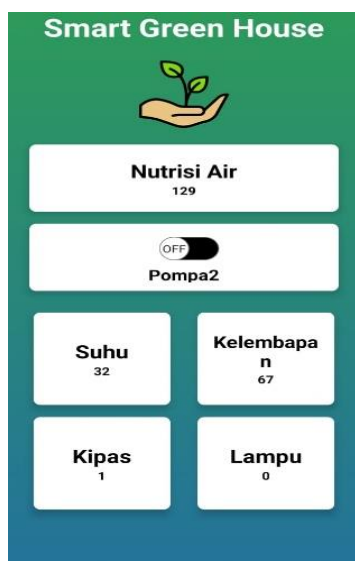 Smart Green House
Nutrisi Air
129
OFF
Pompa2
Suhu
32
Kelembapa
n
67
Kipas
1
Lampu
0